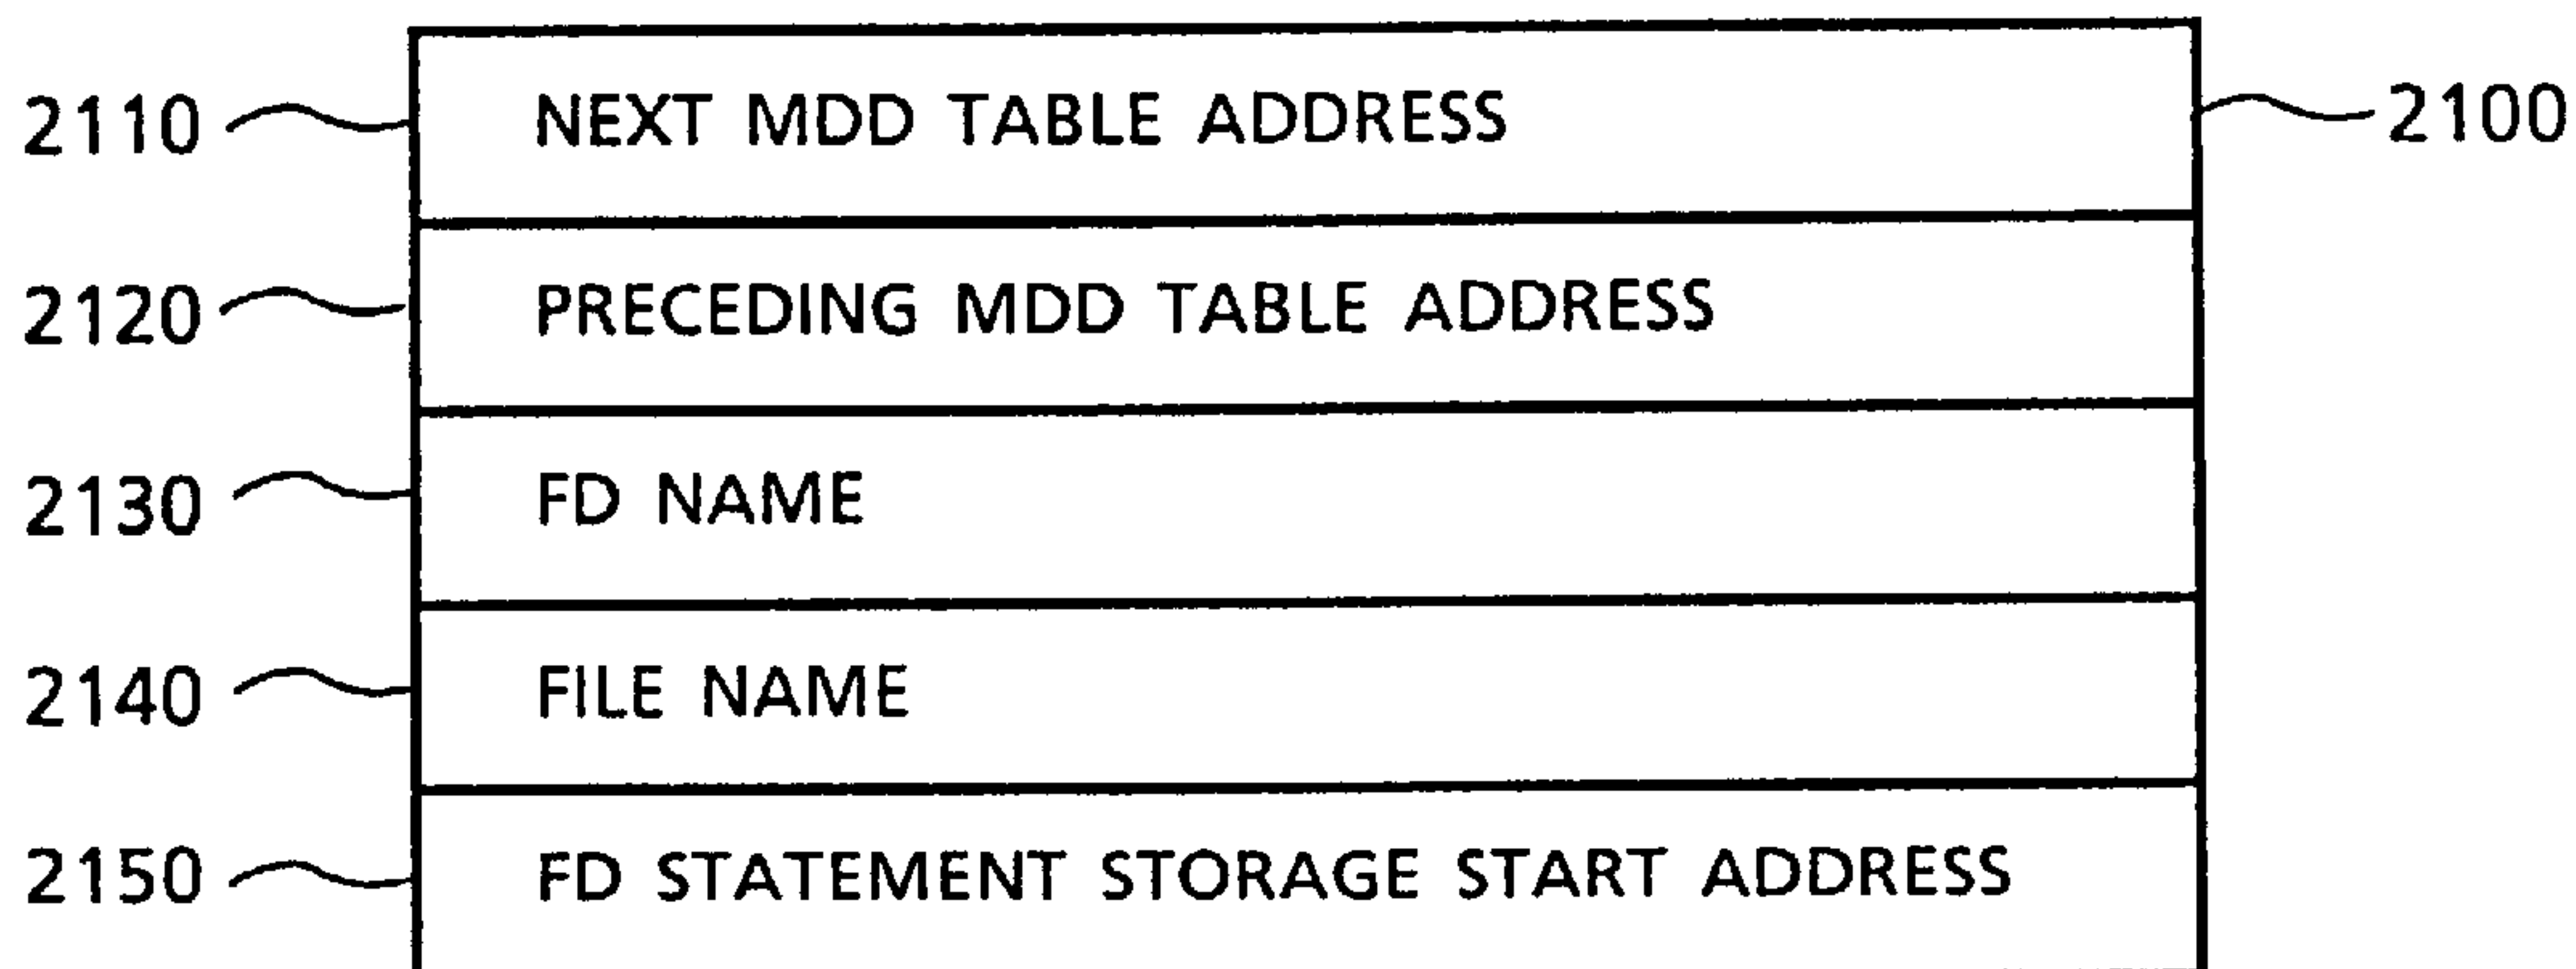 2110 NEXT MDD TABLE ADDRESS 2100
2120 PRECEDING MDD TABLE ADDRESS
2130 FD NAME
2140 FILE NAME
2150 FD STATEMENT STORAGE START ADDRESS